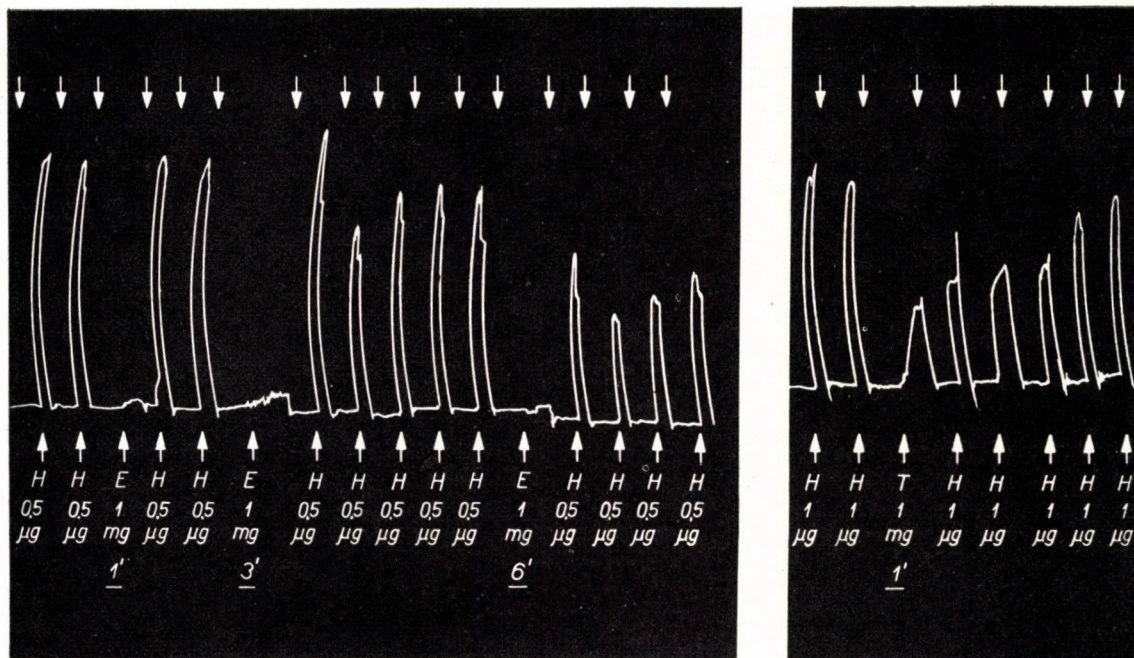 H H E H H E H H H H H E H H H H
0,5 0,5 1 0,5 0,5 1 0,5 0,5 0,5 0,5 0,5 1 0,5 0,5 0,5 0,5
µg µg mg µg µg mg µg µg µg µg µg mg µg µg µg µg
1' 3' 6'
H H T H H H H H
1 1 1 1 1 1 1 1
µg µg mg µg µg µg µg µg
1'